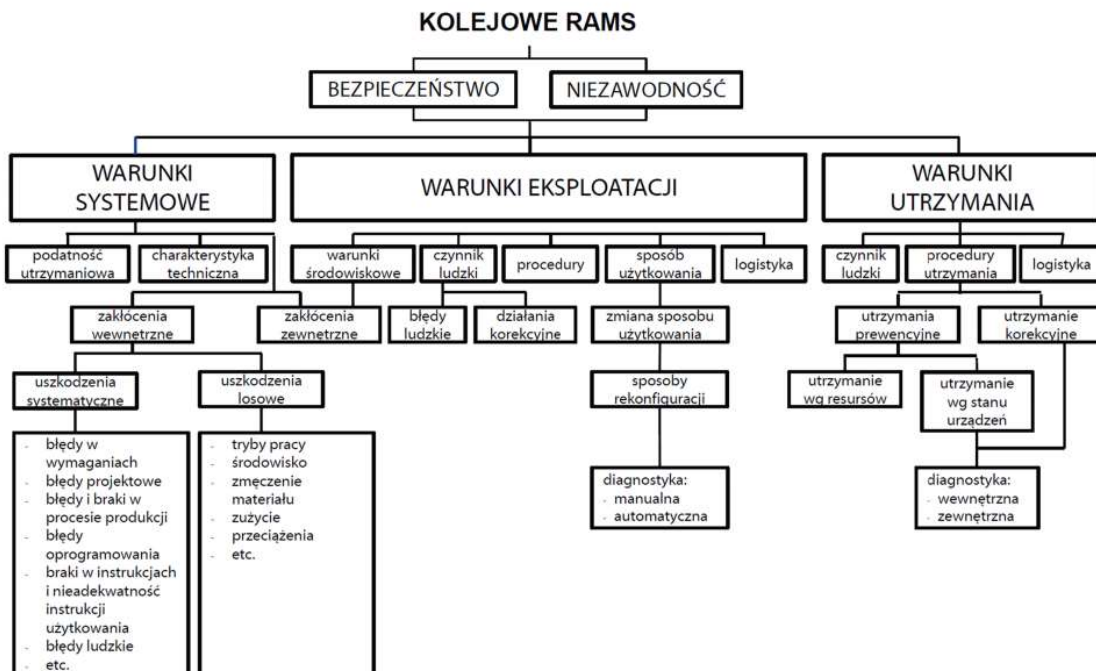 KOLEJOWE RAMS
BEZPIECZEŃSTWO
NIEZAWODNOŚĆ
WARUNKI
SYSTEMOWE
WARUNKI EKSPLOATACJI
WARUNKI
UTRZYMANIA
podatność
utrzymaniowa
charakterystyka
techniczna
warunki
środowiskowe
czynnik
ludzki
procedury
sposób
użytkowania
logistyka
czynnik
ludzki
procedury
utrzymania
logistyka
zakłócenia
wewnętrzne
zakłócenia
zewnętrzne
błędy
ludzkie
działania
korekcyjne
zmiana sposobu
użytkowania
utrzymania
prewencyjne
utrzymanie
korekcyjne
uszkodzenia
systematyczne
uszkodzenia
losowe
sposoby
rekonfiguracji
utrzymanie
wg resursów
utrzymanie
wg stanu
urządzeń
- błędy w
wymaganiach
- błędy projektowe
- błędy i braki w
procesie produkcji
- błędy
oprogramowania
- braki w instrukcjach
i nieadekwatność
instrukcji
użytkowania
- błędy ludzkie
- etc.
- tryby pracy
- środowisko
- zmęczenie
materiału
- zużycie
- przeciążenia
- etc.
diagnostyka:
- manualna
- automatyczna
diagnostyka:
- wewnętrzna
- zewnętrzna